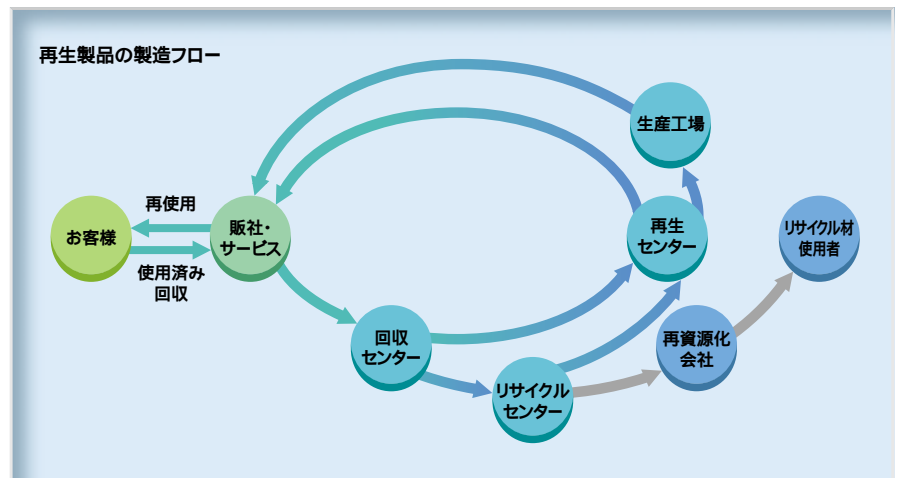 再生製品の製造フロー
生産工場
再使用
お客様
販社・
サービス
再生
センター
リサイクル材
使用者
使用済み
回収
回収
センター
再資源化
会社
リサイクル
センター